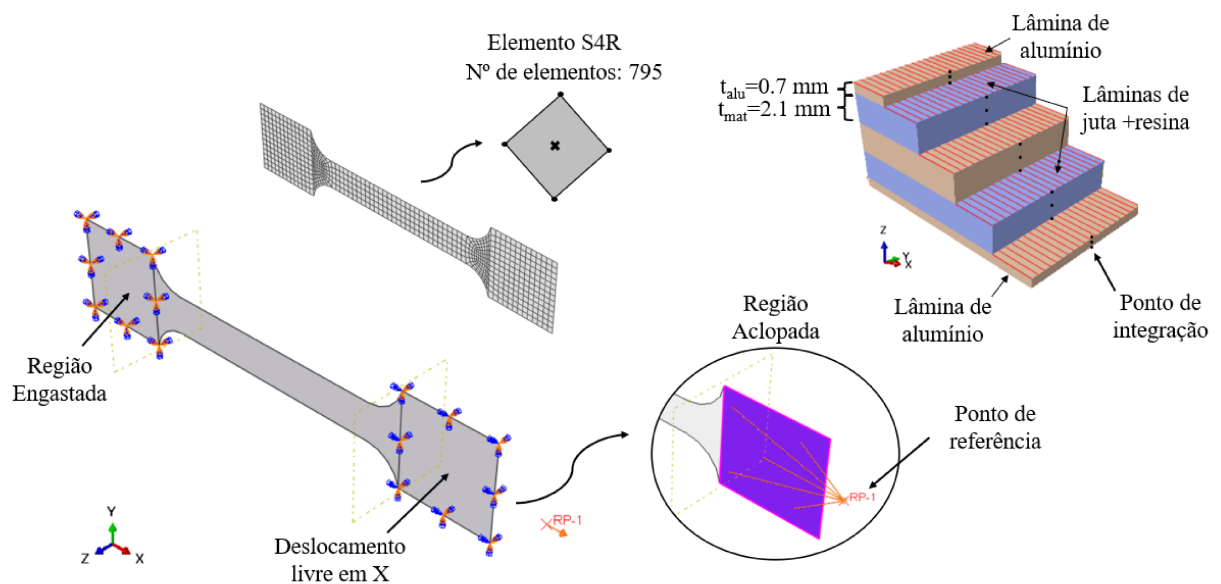 Elemento S4R
Nº de elementos: 795
Lâmina de
alumínio
t_alu=0.7 mm
t_mat=2.1 mm
Lâminas de
juta +resina
Z
Y
X
Lâmina de
alumínio
Ponto de
integração
Região
Engastada
Região
Aclopada
Ponto de
referência
RP-1
RP-1
Deslocamento
livre em X
Y
Z
X